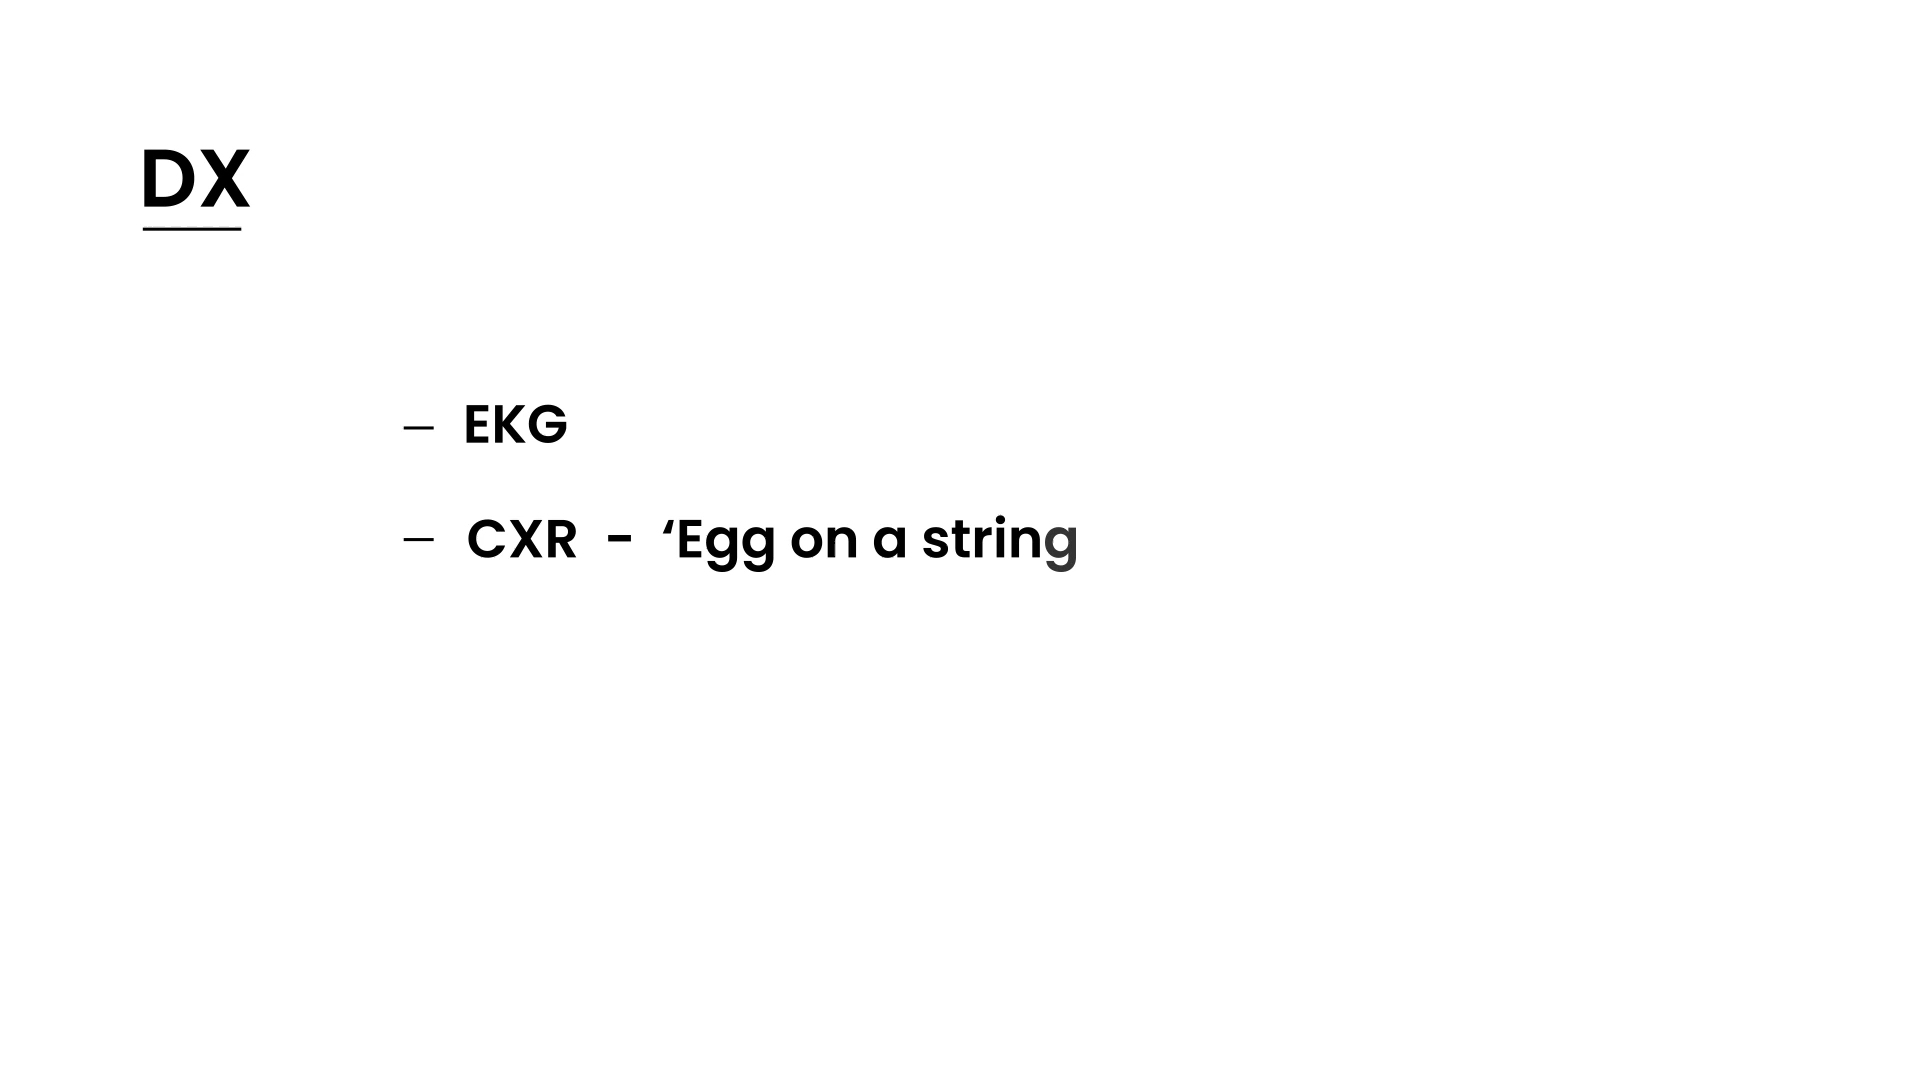 DX
– EKG
– CXR - ‘Egg on a string